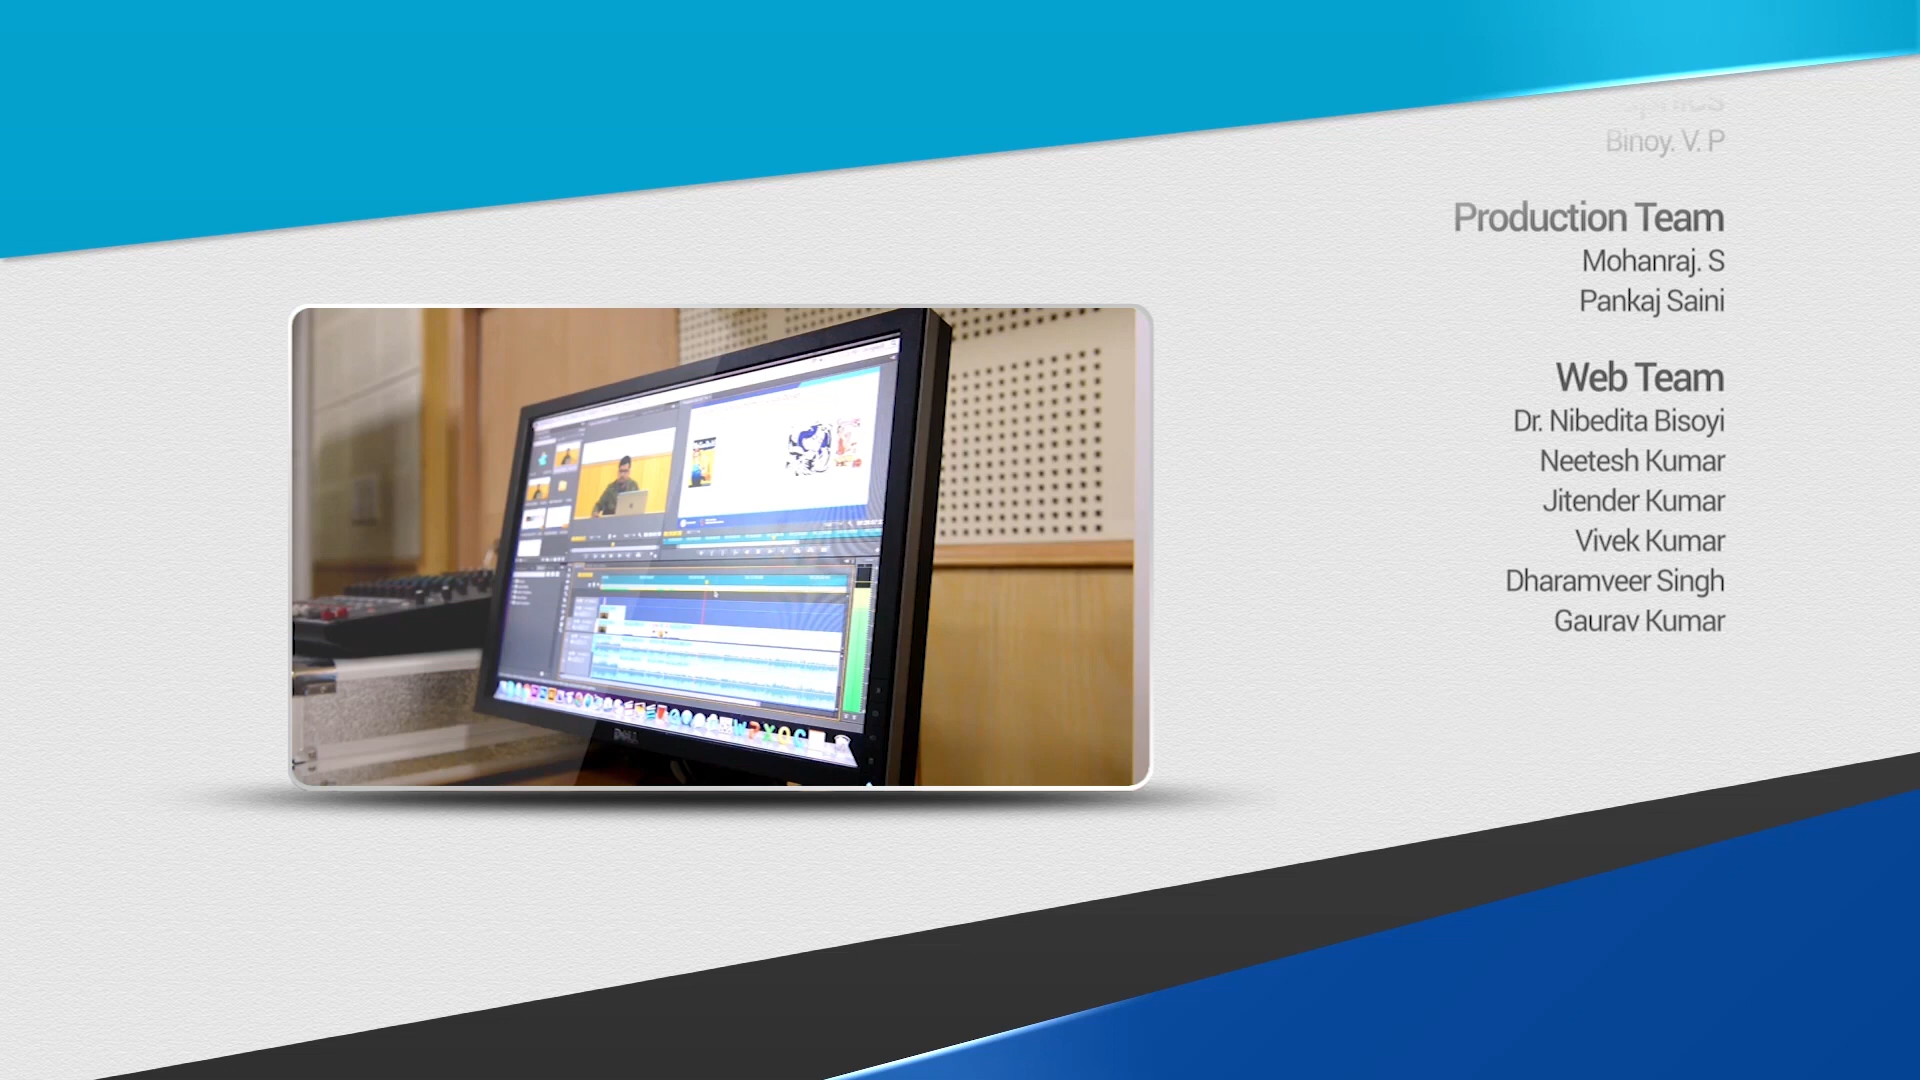 Binoy. V. P
Production Team
Mohanraj. S
Pankaj Saini
Web Team
Dr. Nibedita Bisoyi
Neetesh Kumar
Jitender Kumar
Vivek Kumar
Dharamveer Singh
Gaurav Kumar
DELL